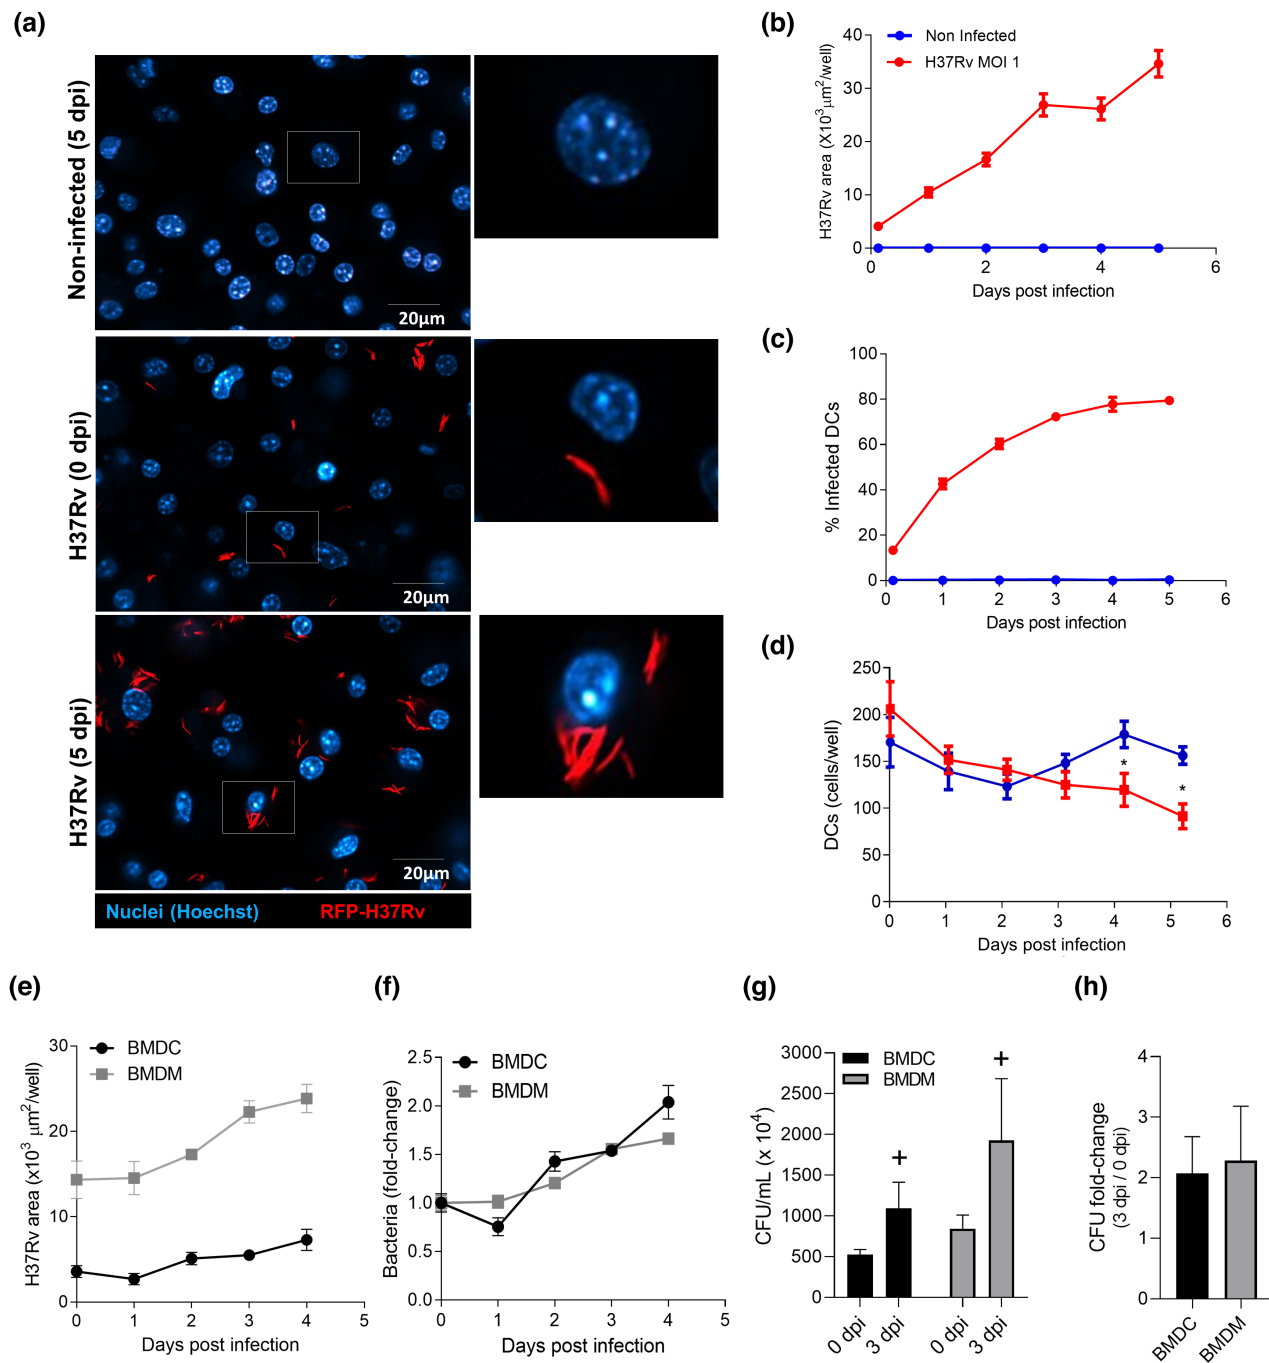 (a)
Non-infected (5 dpi)
20μm
H37Rv (0 dpi)
20μm
H37Rv (5 dpi)
20μm
Nuclei (Hoechst) RFP-H37Rv
(b)
Non Infected
H37Rv MOI 1
H37Rv area (X10³μm²/well)
40
30
20
10
0
0 2 4 6
Days post infection
(c)
% Infected DCs
100
80
60
40
20
0
0 1 2 3 4 5 6
Days post infection
(d)
DCs (cells/well)
250
200
150
100
50
0
*
*
0 1 2 3 4 5 6
Days post infection
(e)
BMDC
BMDM
H37Rv area (x10³ μm²/well)
30
20
10
0
0 1 2 3 4 5
Days post infection
(f)
BMDC
BMDM
Bacteria (fold-change)
2.5
2.0
1.5
1.0
0.5
0.0
0 1 2 3 4 5
Days post infection
(g)
BMDC
BMDM
CFU/mL (x 10⁴)
3000
2500
2000
1500
1000
500
0
+
+
0 dpi 3 dpi 0 dpi 3 dpi
(h)
CFU fold-change
(3 dpi / 0 dpi)
4
3
2
1
0
BMDC BMDM